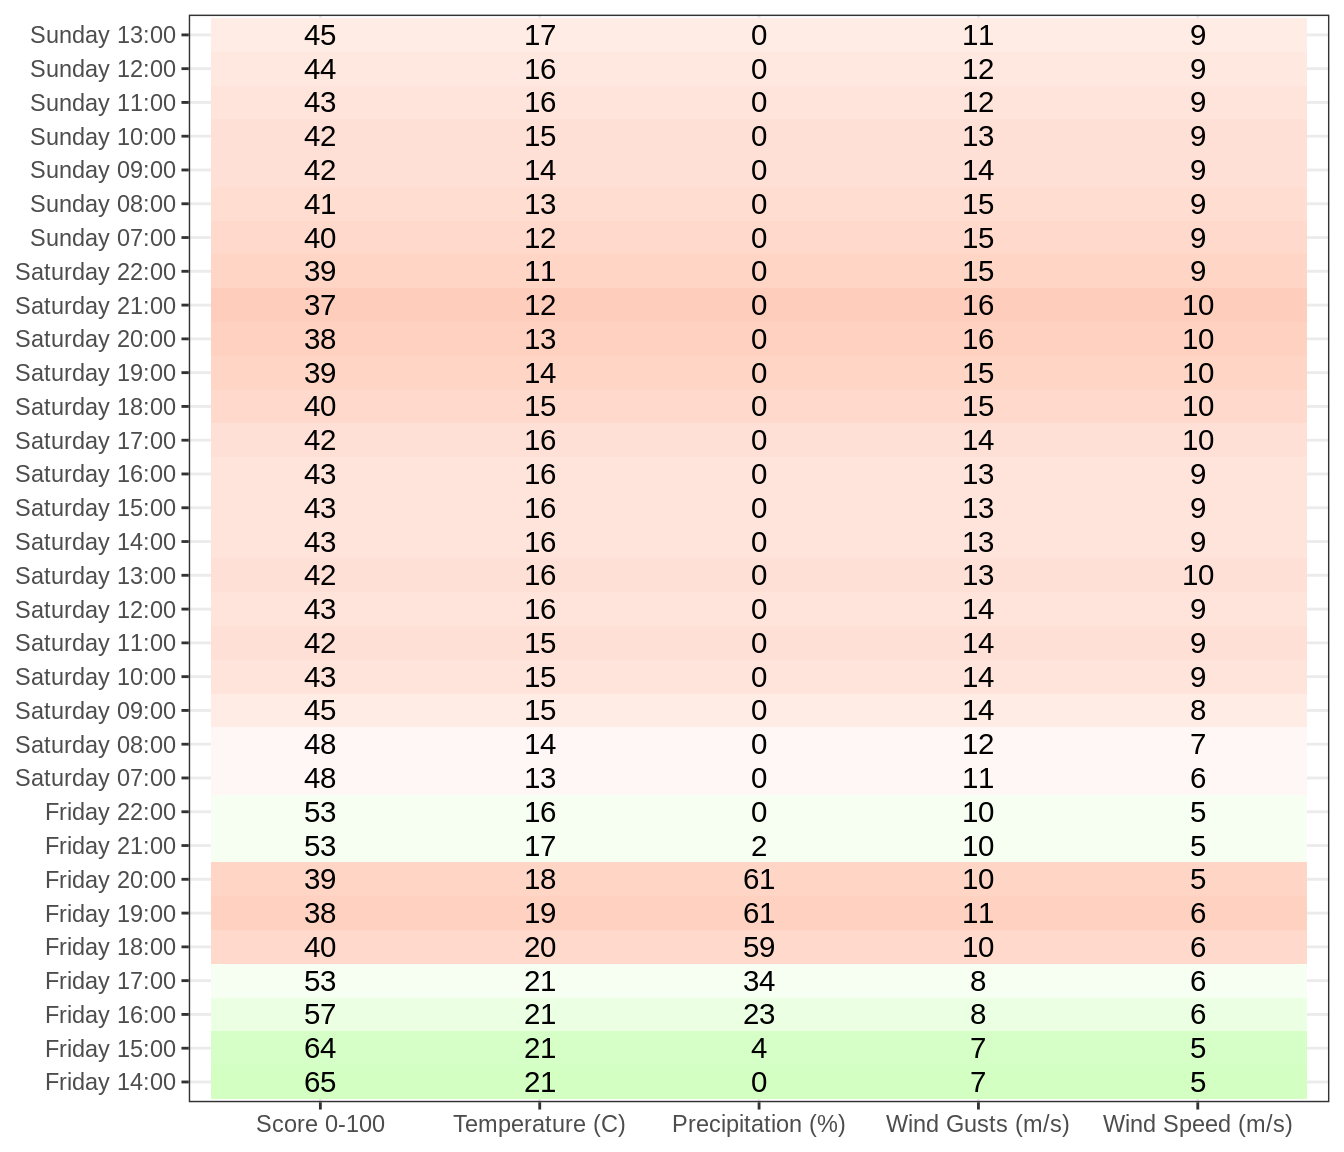 Sunday 13:00 45 17 0 11 9
Sunday 12:00 44 16 0 12 9
Sunday 11:00 43 16 0 12 9
Sunday 10:00 42 15 0 13 9
Sunday 09:00 42 14 0 14 9
Sunday 08:00 41 13 0 15 9
Sunday 07:00 40 12 0 15 9
Saturday 22:00 39 11 0 15 9
Saturday 21:00 37 12 0 16 10
Saturday 20:00 38 13 0 16 10
Saturday 19:00 39 14 0 15 10
Saturday 18:00 40 15 0 15 10
Saturday 17:00 42 16 0 14 10
Saturday 16:00 43 16 0 13 9
Saturday 15:00 43 16 0 13 9
Saturday 14:00 43 16 0 13 9
Saturday 13:00 42 16 0 13 10
Saturday 12:00 43 16 0 14 9
Saturday 11:00 42 15 0 14 9
Saturday 10:00 43 15 0 14 9
Saturday 09:00 45 15 0 14 8
Saturday 08:00 48 14 0 12 7
Saturday 07:00 48 13 0 11 6
Friday 22:00 53 16 0 10 5
Friday 21:00 53 17 2 10 5
Friday 20:00 39 18 61 10 5
Friday 19:00 38 19 61 11 6
Friday 18:00 40 20 59 10 6
Friday 17:00 53 21 34 8 6
Friday 16:00 57 21 23 8 6
Friday 15:00 64 21 4 7 5
Friday 14:00 65 21 0 7 5
Score 0-100 Temperature (C) Precipitation (%) Wind Gusts (m/s) Wind Speed (m/s)